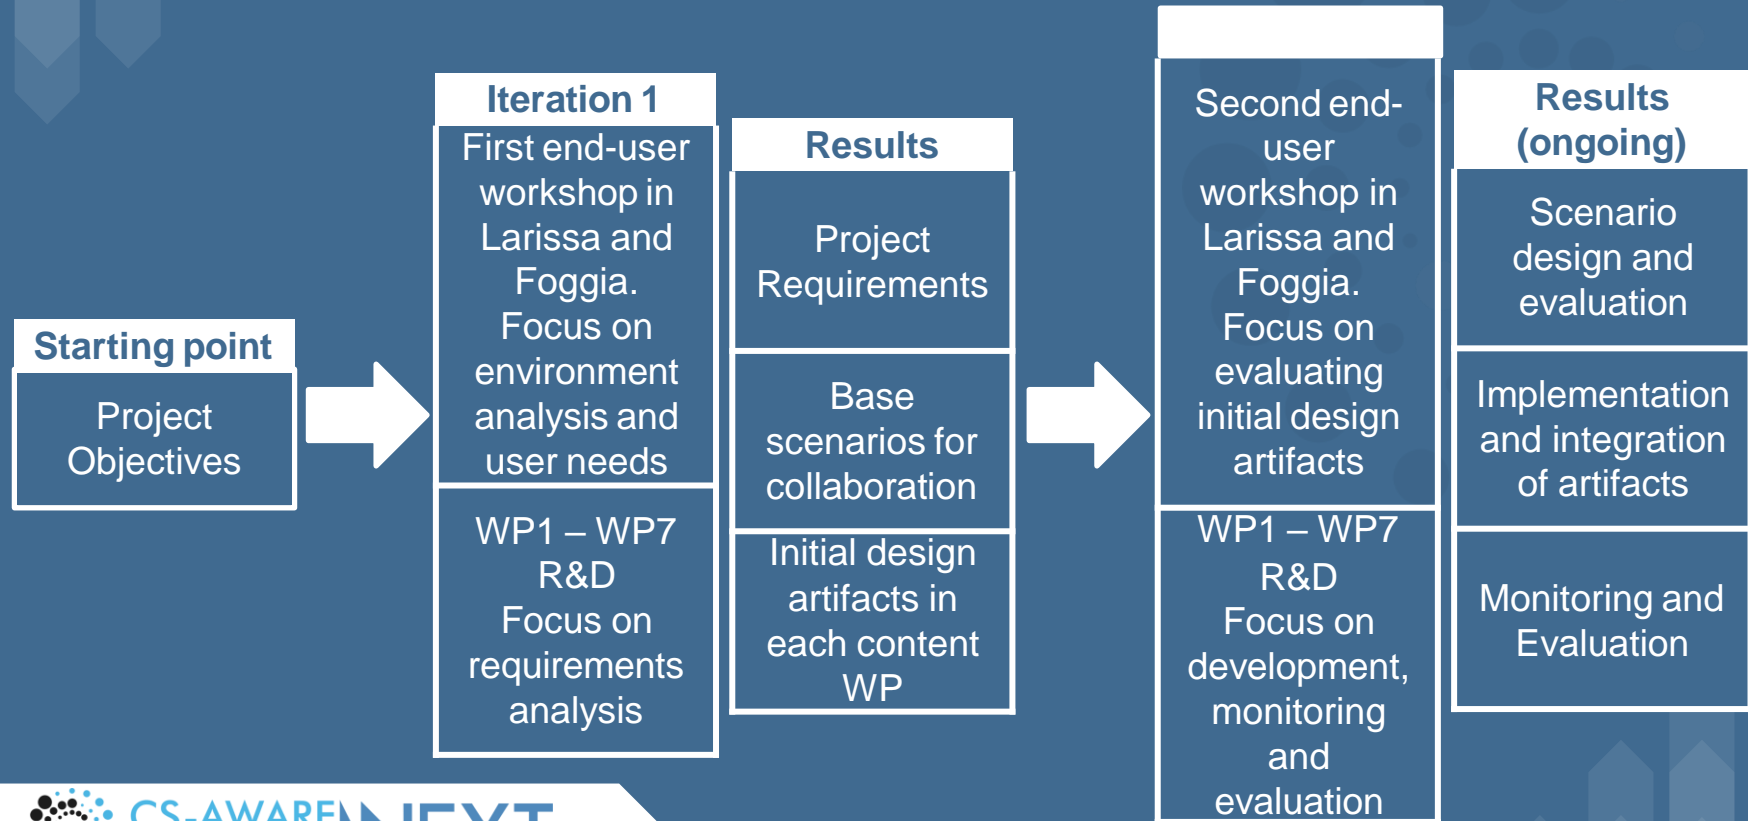 Starting point
Project
Objectives
Iteration 1
First end-user
workshop in
Larissa and
Foggia.
Focus on
environment
analysis and
user needs
WP1 – WP7
R&D
Focus on
requirements
analysis
Results
Project
Requirements
Base
scenarios for
collaboration
Initial design
artifacts in
each content
WP
Second end-
user
workshop in
Larissa and
Foggia.
Focus on
evaluating
initial design
artifacts
WP1 – WP7
R&D
Focus on
development,
monitoring
and
evaluation
Results
(ongoing)
Scenario
design and
evaluation
Implementation
and integration
of artifacts
Monitoring and
Evaluation
CS-AWARE NEXT